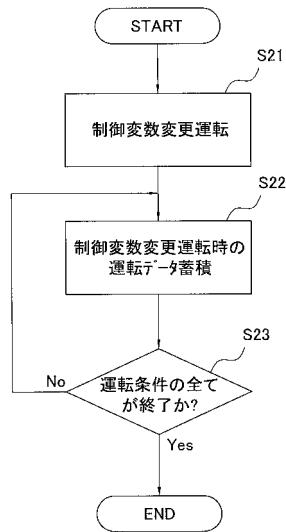 START
S21
制御変数変更運転
S22
制御変数変更運転時の
運転データ蓄積
S23
運転条件の全て
が終了か?
No
Yes
END